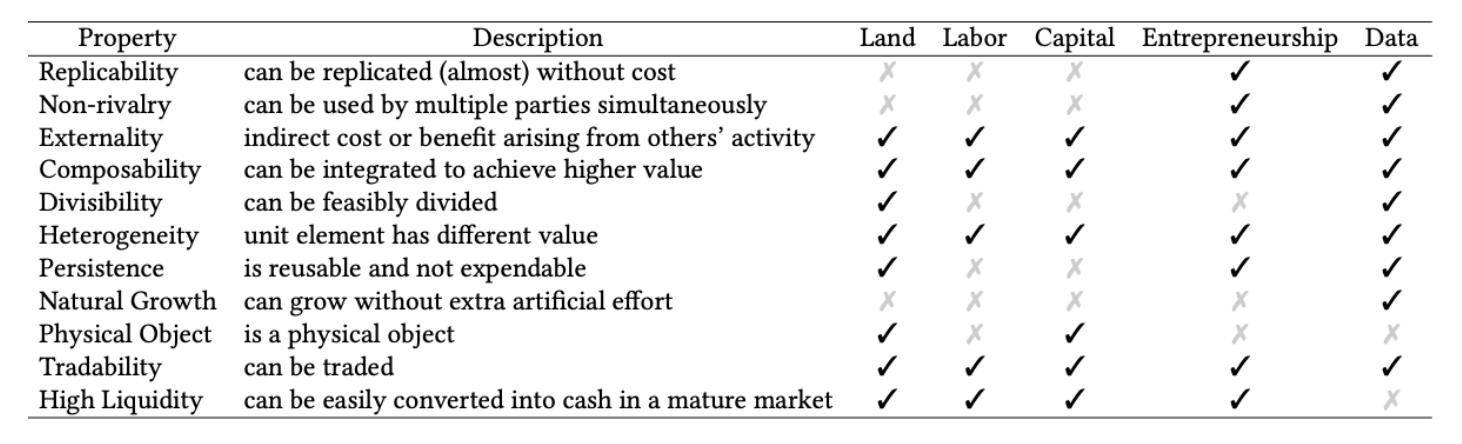 Property Description Land Labor Capital Entrepreneurship Data
Replicability can be replicated (almost) without cost ✗ ✗ ✗ ✓ ✓
Non-rivalry can be used by multiple parties simultaneously ✗ ✗ ✗ ✓ ✓
Externality indirect cost or benefit arising from others’ activity ✓ ✓ ✓ ✓ ✓
Composability can be integrated to achieve higher value ✓ ✓ ✓ ✓ ✓
Divisibility can be feasibly divided ✓ ✗ ✗ ✗ ✓
Heterogeneity unit element has different value ✓ ✓ ✓ ✓ ✓
Persistence is reusable and not expendable ✓ ✗ ✗ ✓ ✓
Natural Growth can grow without extra artificial effort ✗ ✗ ✗ ✗ ✓
Physical Object is a physical object ✓ ✗ ✓ ✗ ✗
Tradability can be traded ✓ ✓ ✓ ✓ ✓
High Liquidity can be easily converted into cash in a mature market ✓ ✓ ✓ ✓ ✗